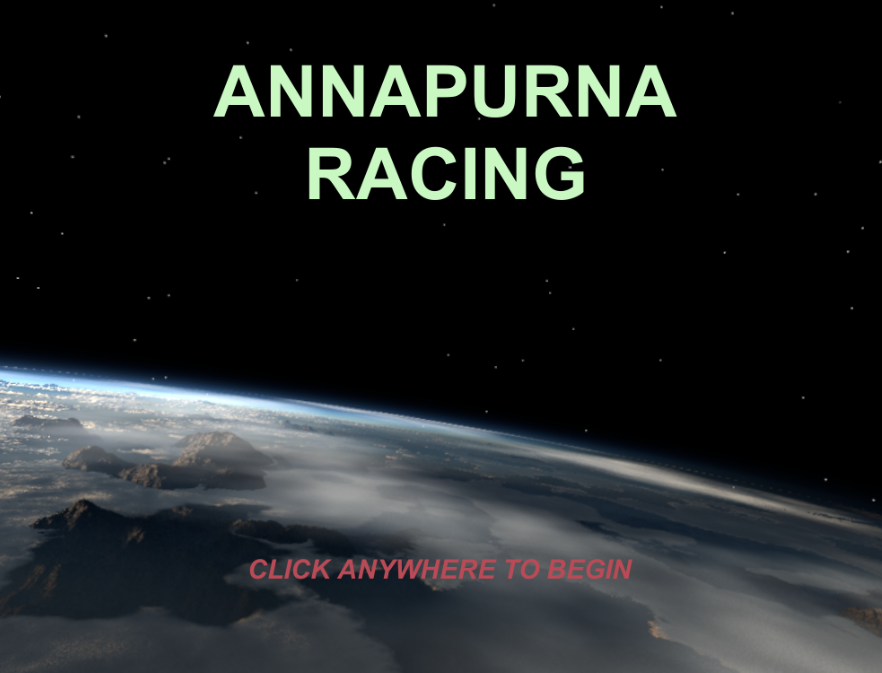 ANNAPURNA
RACING
CLICK ANYWHERE TO BEGIN